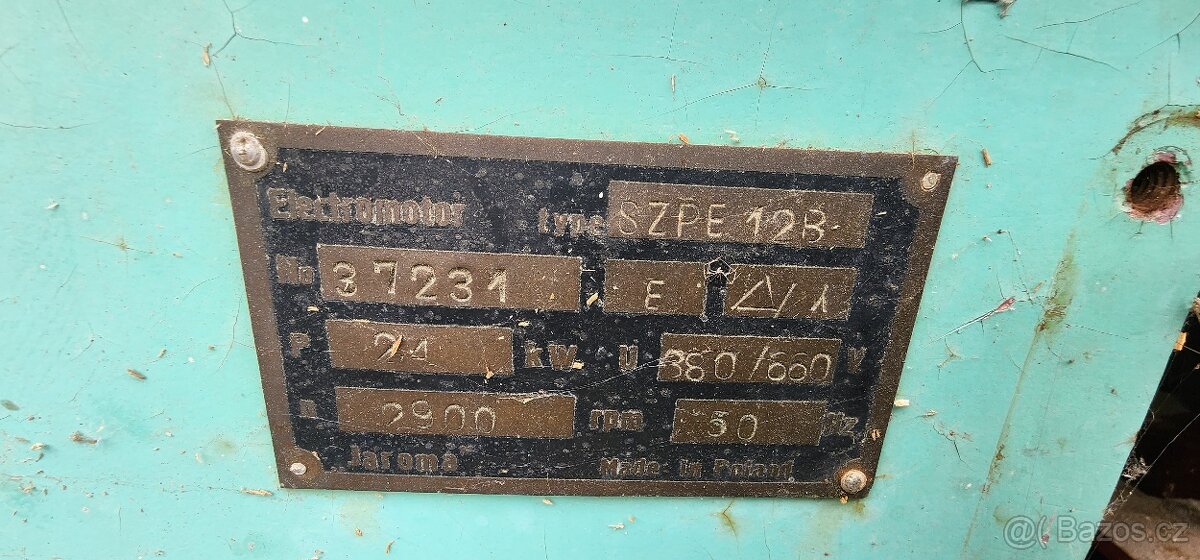 Elektromotor type SZPE 12B
No 37231 E △/⅄
P 24 kW U 380/660 V
n 2900 rpm 50 Hz
Jaroma Made in Poland
@( Bazos.cz